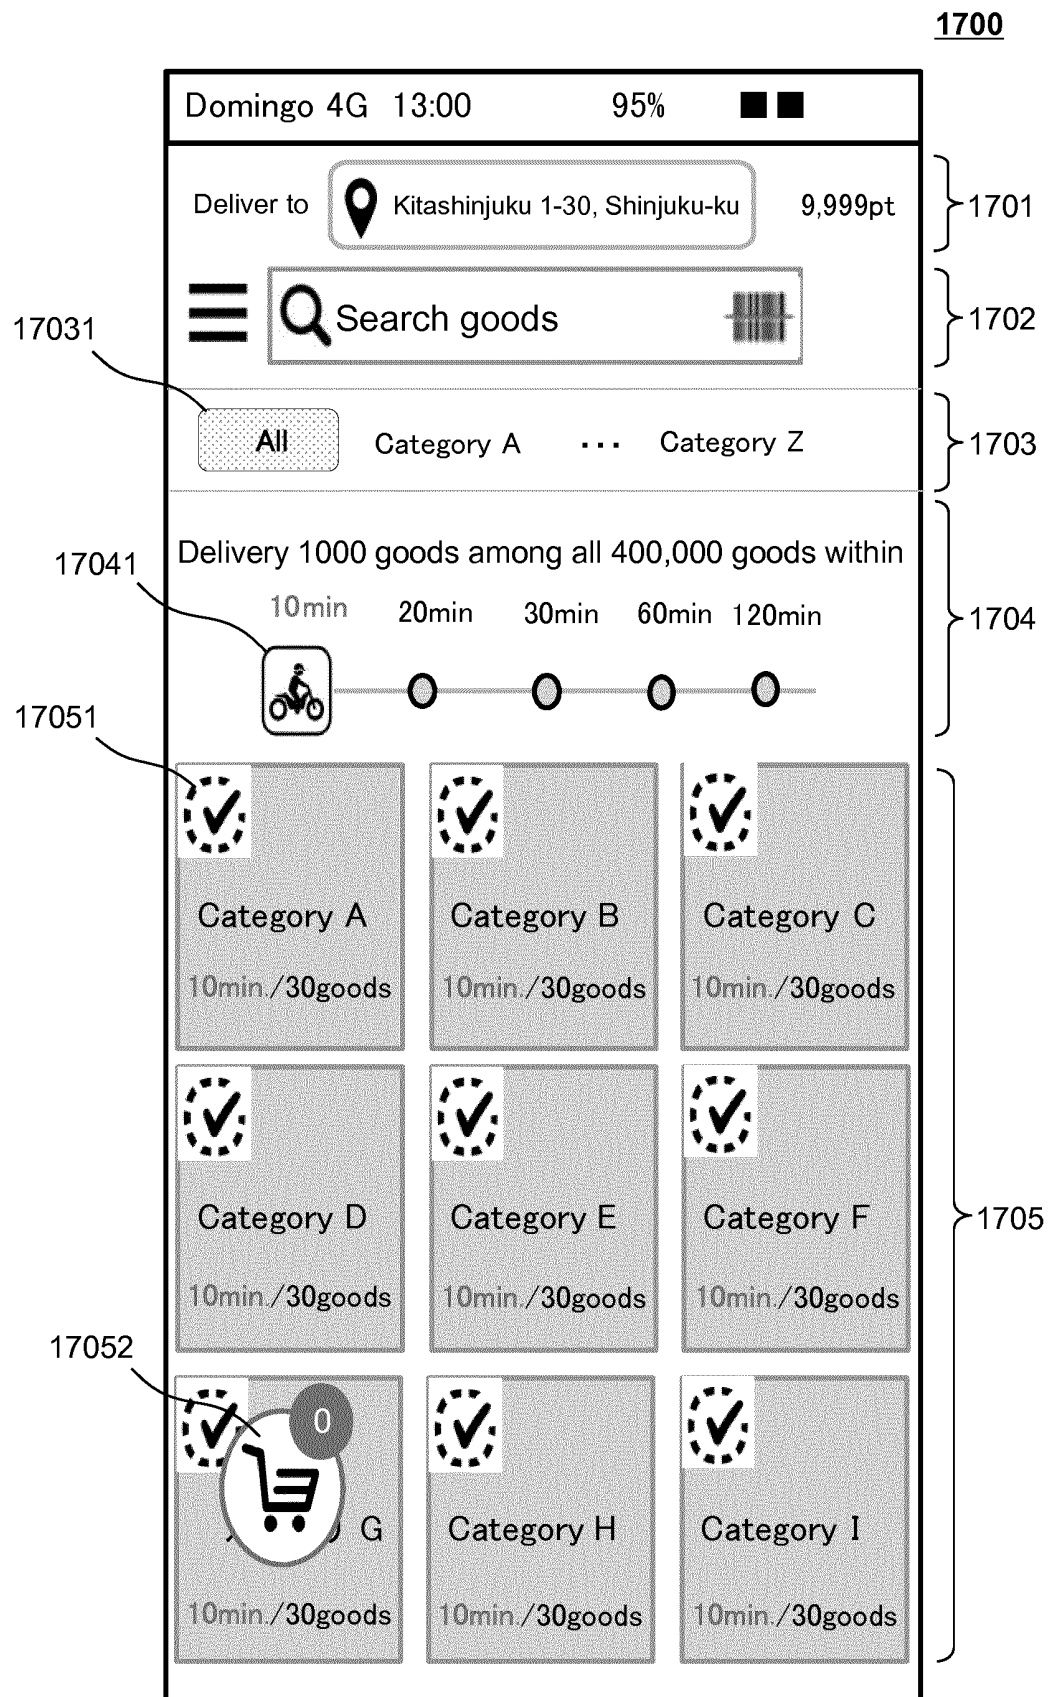 1700
Domingo 4G 13:00 95%
Deliver to Kitashinjuku 1-30, Shinjuku-ku 9,999pt
1701
Search goods
1702
17031
All Category A ... Category Z
1703
Delivery 1000 goods among all 400,000 goods within
17041
10min 20min 30min 60min 120min
1704
17051
Category A Category B Category C
10min./30goods 10min./30goods 10min./30goods
Category D Category E Category F
1705
10min./30goods 10min./30goods 10min./30goods
17052
0
G Category H Category I
10min./30goods 10min./30goods 10min./30goods